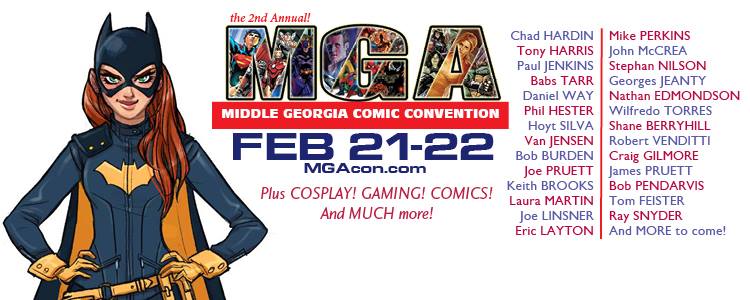 the 2nd Annual!
MGA
MIDDLE GEORGIA COMIC CONVENTION
FEB 21-22
MGAcon.com
Plus COSPLAY! GAMING! COMICS!
And MUCH more!
Chad HARDIN
Tony HARRIS
Paul JENKINS
Babs TARR
Daniel WAY
Phil HESTER
Hoyt SILVA
Van JENSEN
Bob BURDEN
Joe PRUETT
Keith BROOKS
Laura MARTIN
Joe LINSNER
Eric LAYTON
Mike PERKINS
John McCREA
Stephan NILSON
Georges JEANTY
Nathan EDMONDSON
Wilfredo TORRES
Shane BERRYHILL
Robert VENDITTI
Craig GILMORE
James PRUETT
Bob PENDARVIS
Tom FEISTER
Ray SNYDER
And MORE to come!